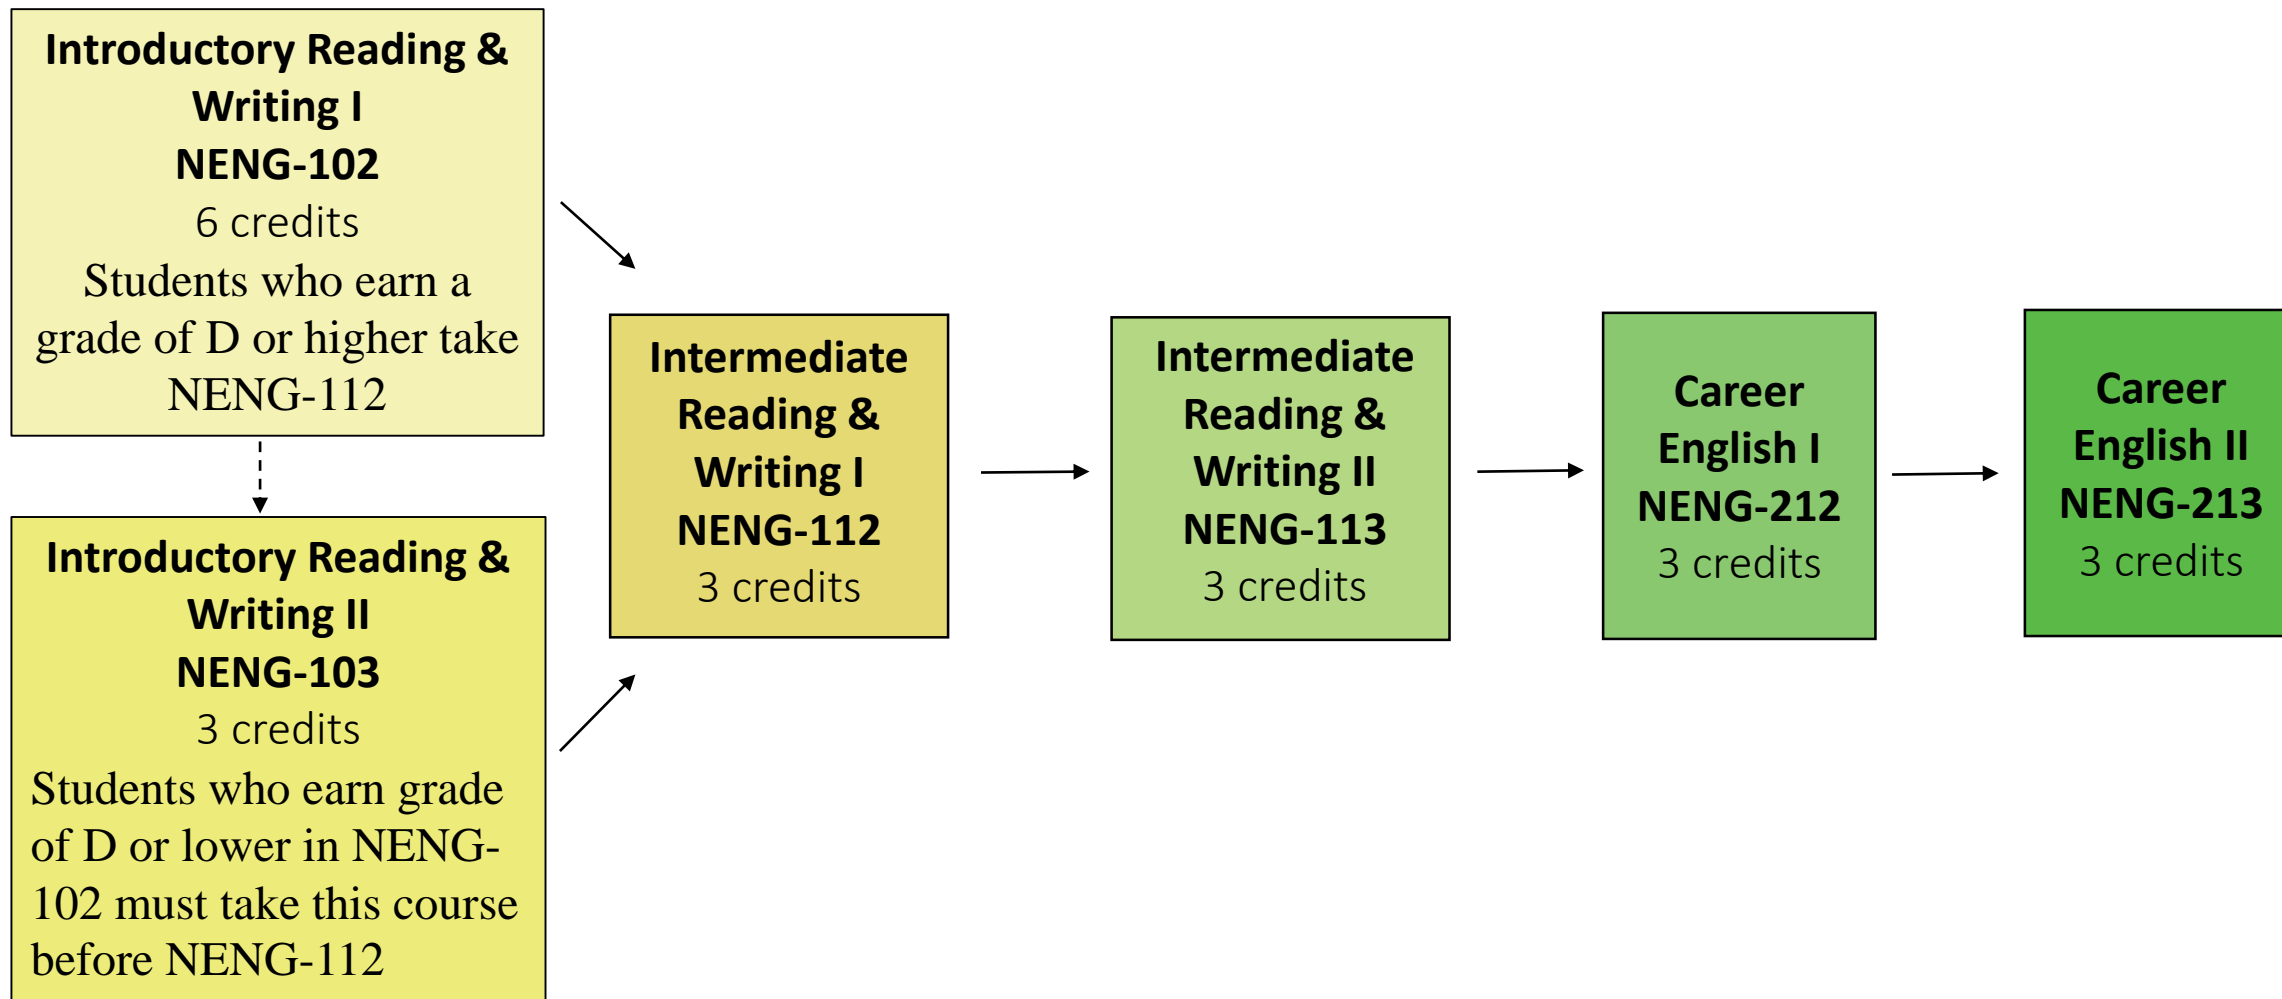 Introductory Reading &
Writing I
NENG-102
6 credits
Students who earn a
grade of D or higher take
NENG-112
Introductory Reading &
Writing II
NENG-103
3 credits
Students who earn grade
of D or lower in NENG-
102 must take this course
before NENG-112
Intermediate
Reading &
Writing I
NENG-112
3 credits
Intermediate
Reading &
Writing II
NENG-113
3 credits
Career
English I
NENG-212
3 credits
Career
English II
NENG-213
3 credits